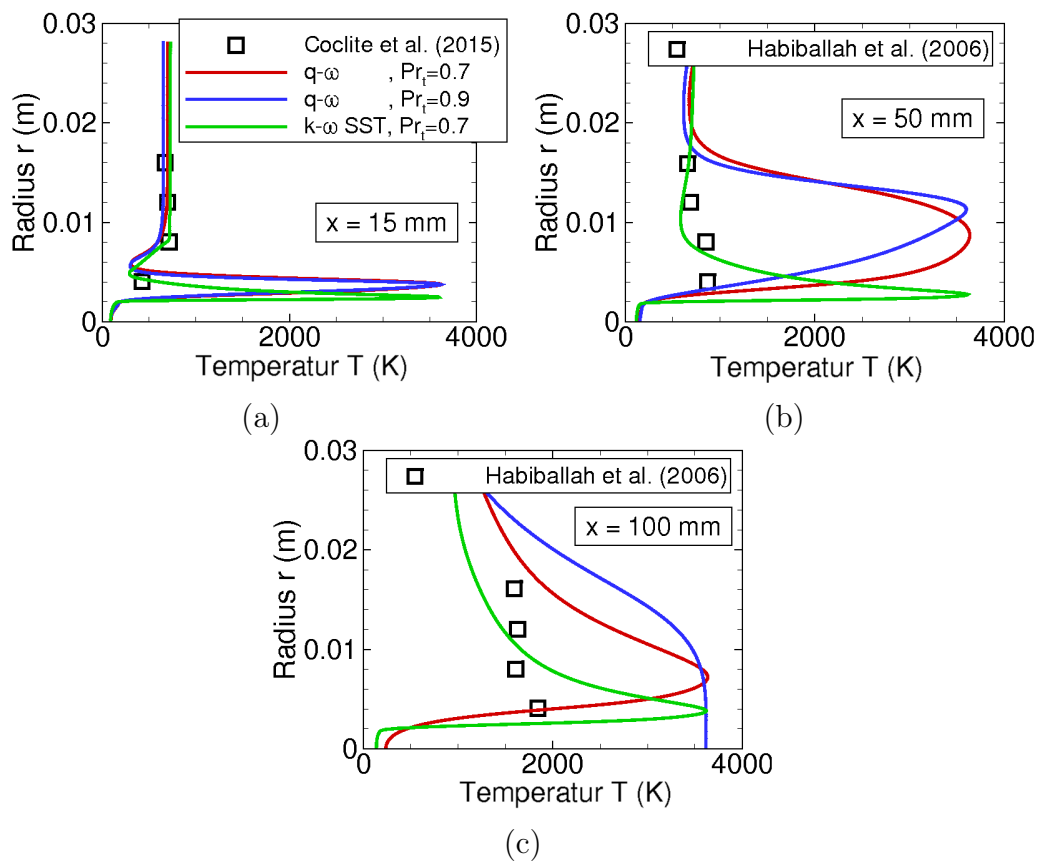 0.03
Coclite et al. (2015)
q-ω , Prt=0.7
q-ω , Prt=0.9
k-ω SST, Prt=0.7
0.02
0.01
0
Radius r (m)
x = 15 mm
0 2000 4000
Temperatur T (K)
(a)
0.03
Habiballah et al. (2006)
x = 50 mm
0.02
0.01
0
Radius r (m)
0 2000 4000
Temperatur T (K)
(b)
0.03
Habiballah et al. (2006)
x = 100 mm
0.02
0.01
0
Radius r (m)
0 2000 4000
Temperatur T (K)
(c)